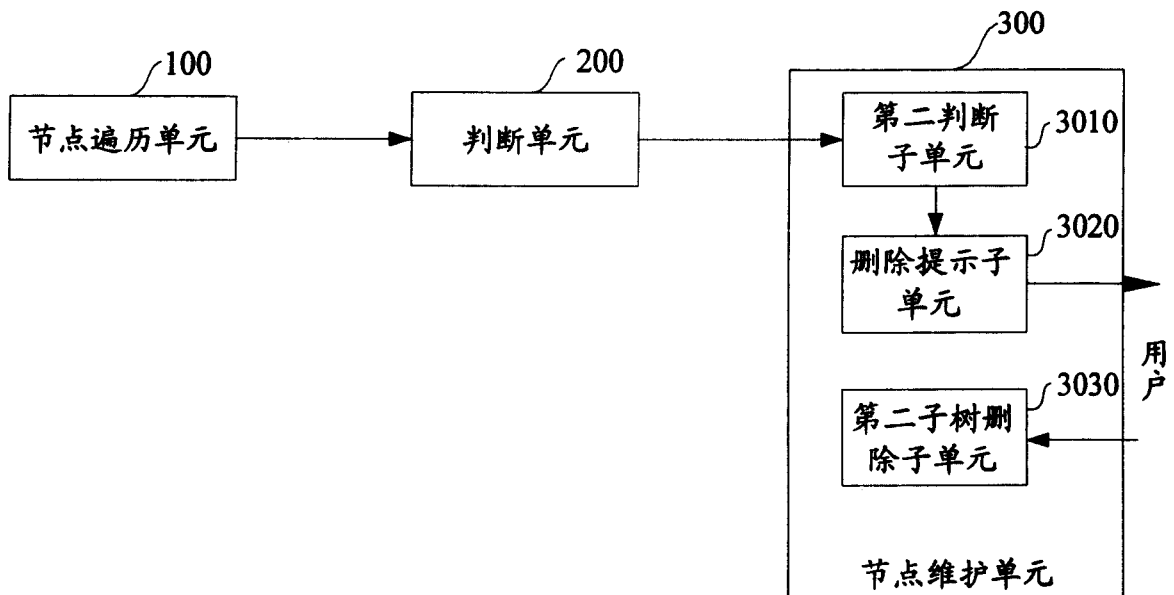 100
200
300
节点遍历单元
判断单元
第二判断
子单元
3010
删除提示子
单元
3020
用户
第二子树删
除子单元
3030
节点维护单元